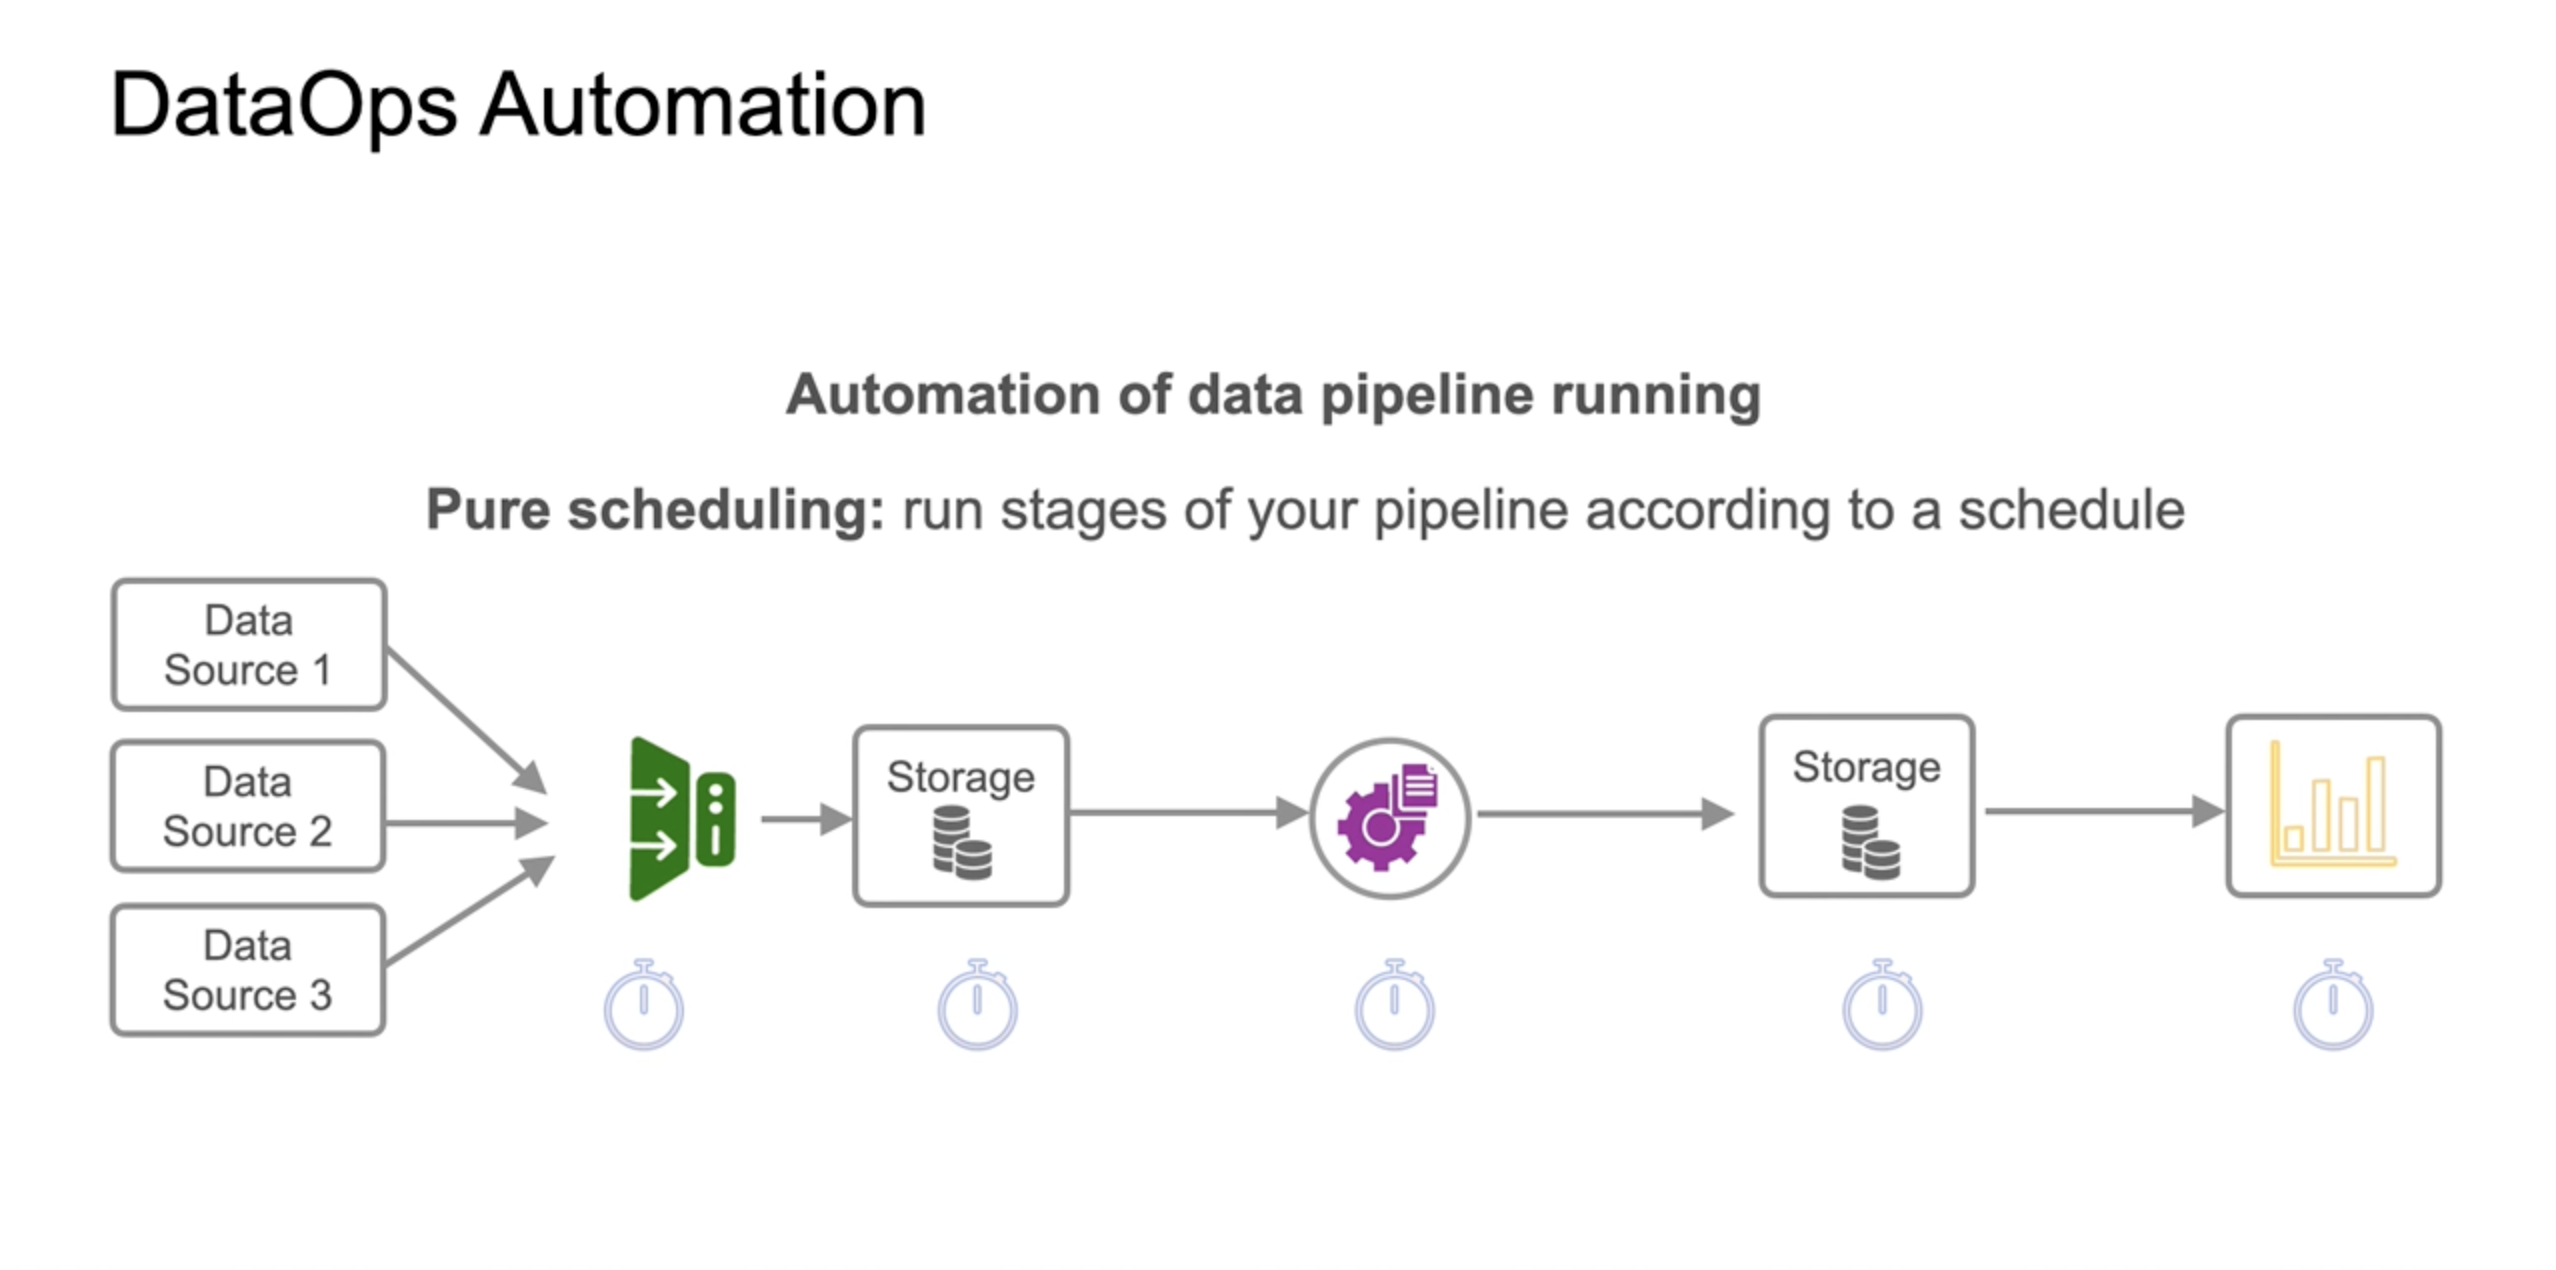 DataOps Automation
Automation of data pipeline running
Pure scheduling: run stages of your pipeline according to a schedule
Data
Source 1
Data
Source 2
Data
Source 3
Storage
Storage